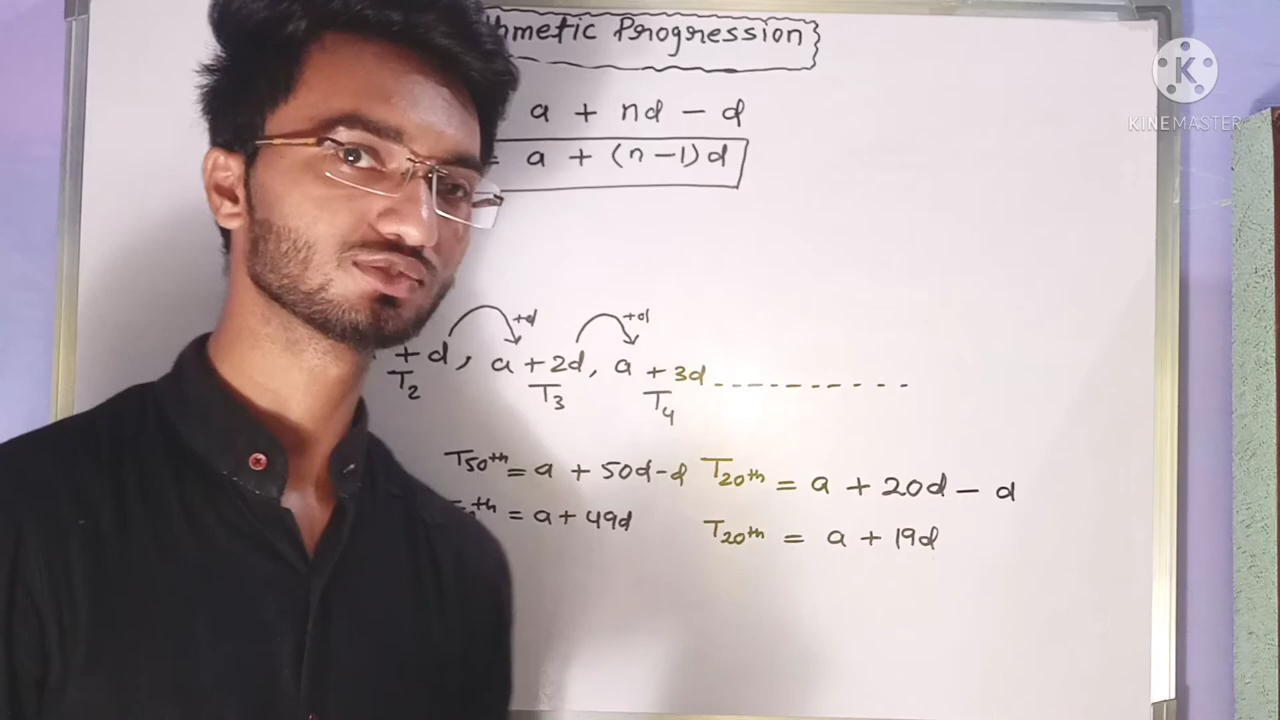 hmetic Progression
a + nd - d
= a + (n-1)d
+d +d
+d, a + 2d, a + 3d ----------
T2 T3 T4
T50th = a + 50d-d T20th = a + 20d - d
th = a + 49d T20th = a + 19d
K
KINEMASTER